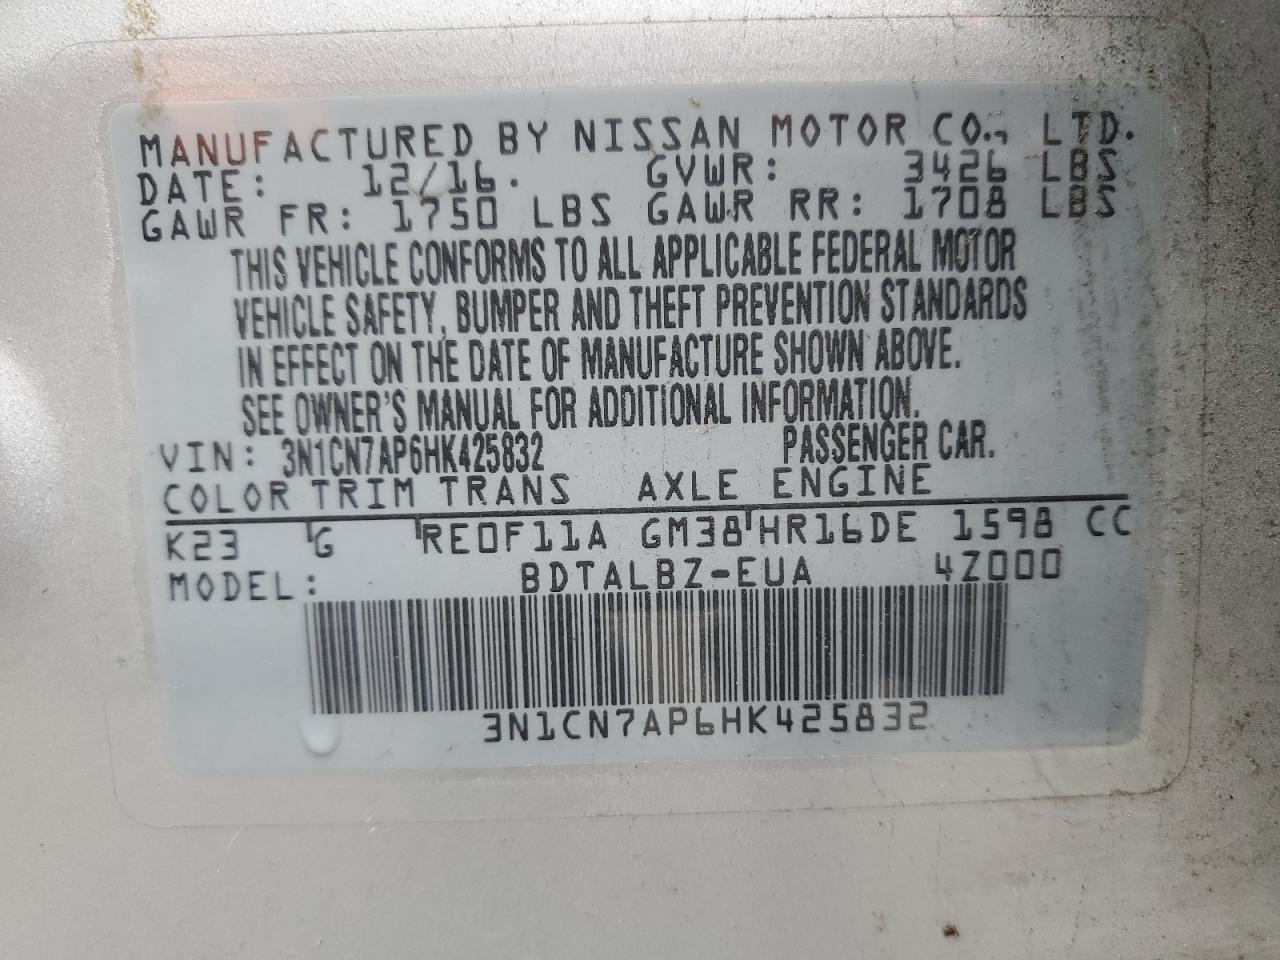 MANUFACTURED BY NISSAN MOTOR CO., LTD.
DATE: 12/16. GVWR: 3426 LBS
GAWR FR: 1750 LBS GAWR RR: 1708 LBS
THIS VEHICLE CONFORMS TO ALL APPLICABLE FEDERAL MOTOR
VEHICLE SAFETY, BUMPER AND THEFT PREVENTION STANDARDS
IN EFFECT ON THE DATE OF MANUFACTURE SHOWN ABOVE.
SEE OWNER'S MANUAL FOR ADDITIONAL INFORMATION.
VIN: 3N1CN7AP6HK425832 PASSENGER CAR.
COLOR TRIM TRANS AXLE ENGINE
K23 G RE0F11A GM38 HR16DE 1598 CC
MODEL: BDTALBZ-EUA 4Z000
3N1CN7AP6HK425832